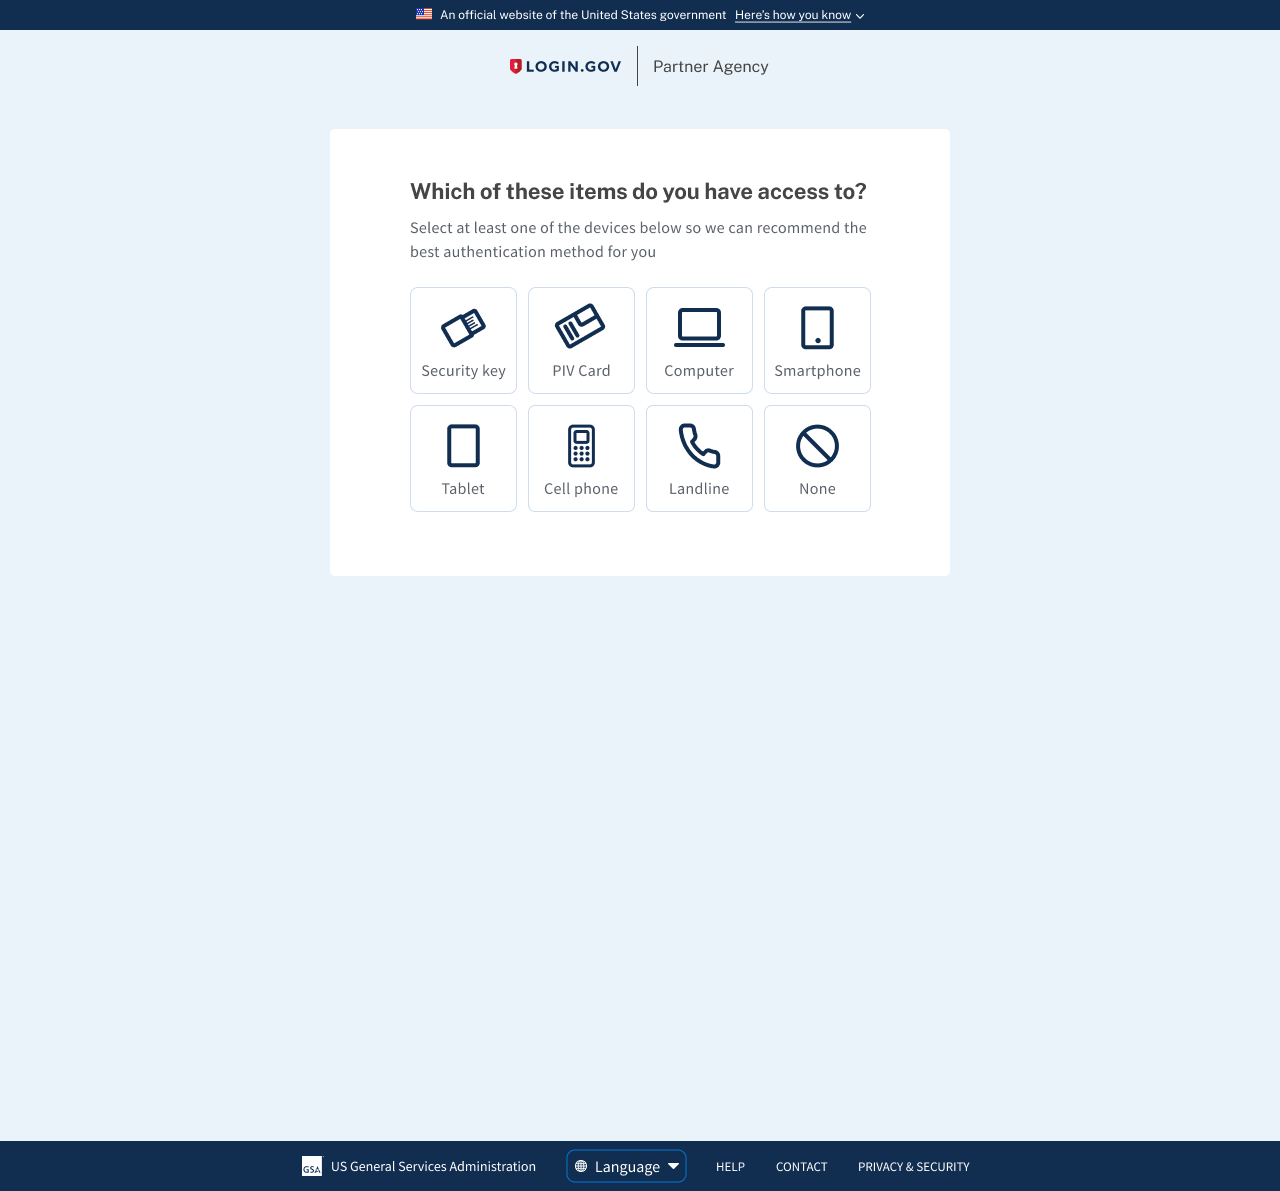 An official website of the United States government Here's how you know
LOGIN.GOV Partner Agency
Which of these items do you have access to?
Select at least one of the devices below so we can recommend the
best authentication method for you
Security key PIV Card Computer Smartphone
Tablet Cell phone Landline None
GSA US General Services Administration Language HELP CONTACT PRIVACY & SECURITY